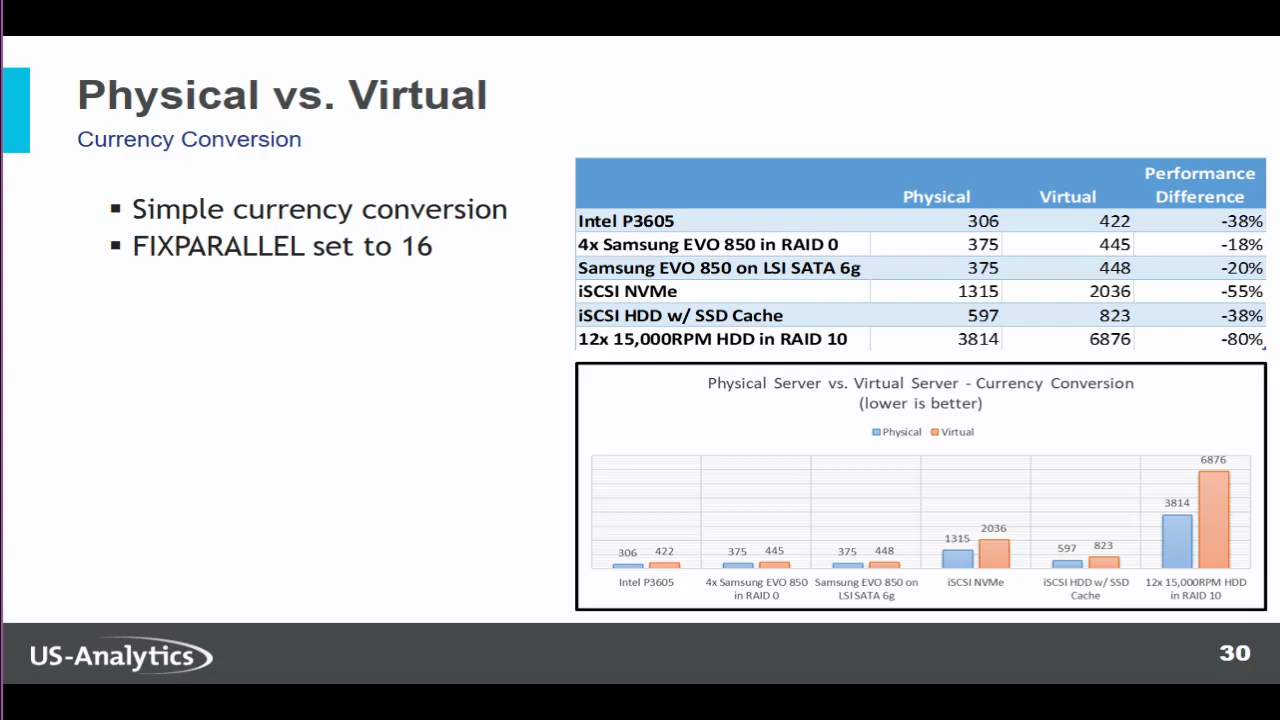 Physical vs. Virtual
Currency Conversion
▪ Simple currency conversion
▪ FIXPARALLEL set to 16
Physical Virtual Performance Difference
Intel P3605 306 422 -38%
4x Samsung EVO 850 in RAID 0 375 445 -18%
Samsung EVO 850 on LSI SATA 6g 375 448 -20%
iSCSI NVMe 1315 2036 -55%
iSCSI HDD w/ SSD Cache 597 823 -38%
12x 15,000RPM HDD in RAID 10 3814 6876 -80%
Physical Server vs. Virtual Server - Currency Conversion
(lower is better)
Physical Virtual
306 422 375 445 375 448 1315 2036 597 823 3814 6876
Intel P3605
4x Samsung EVO 850
in RAID 0
Samsung EVO 850 on
LSI SATA 6g
iSCSI NVMe
iSCSI HDD w/ SSD
Cache
12x 15,000RPM HDD
in RAID 10
US-Analytics
30